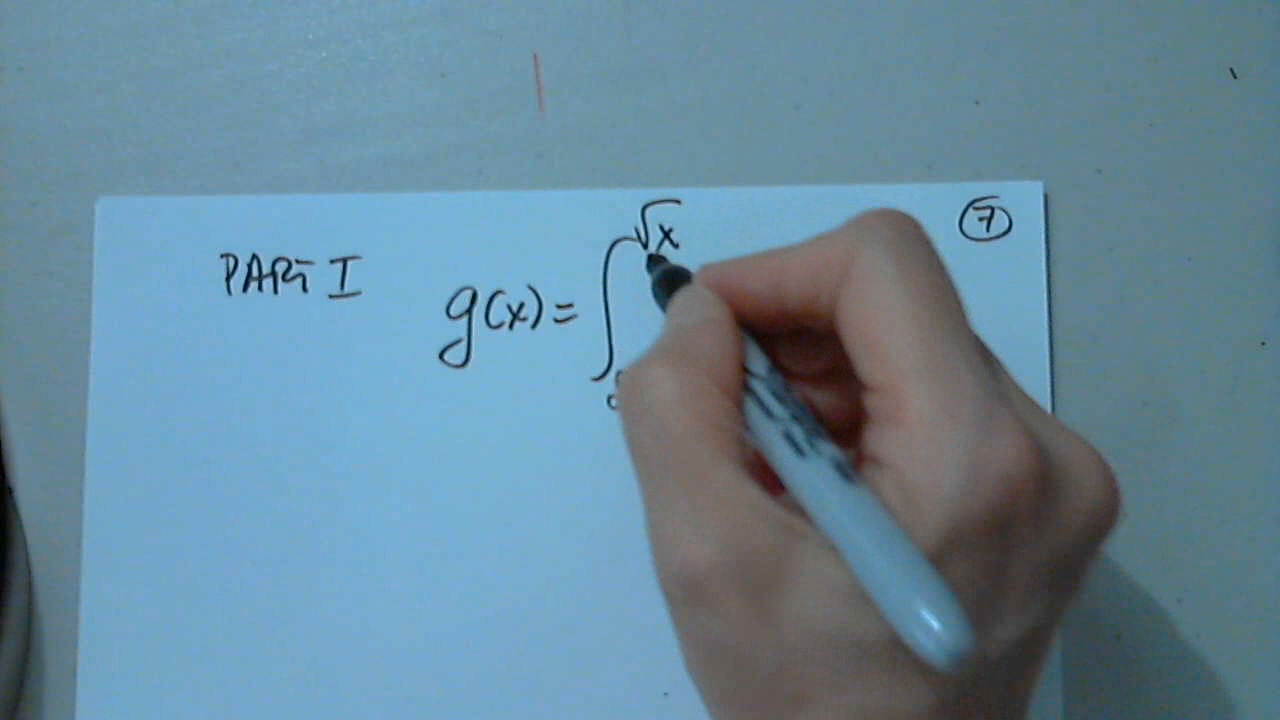 PART I g(x) = ∫ √x ⑦